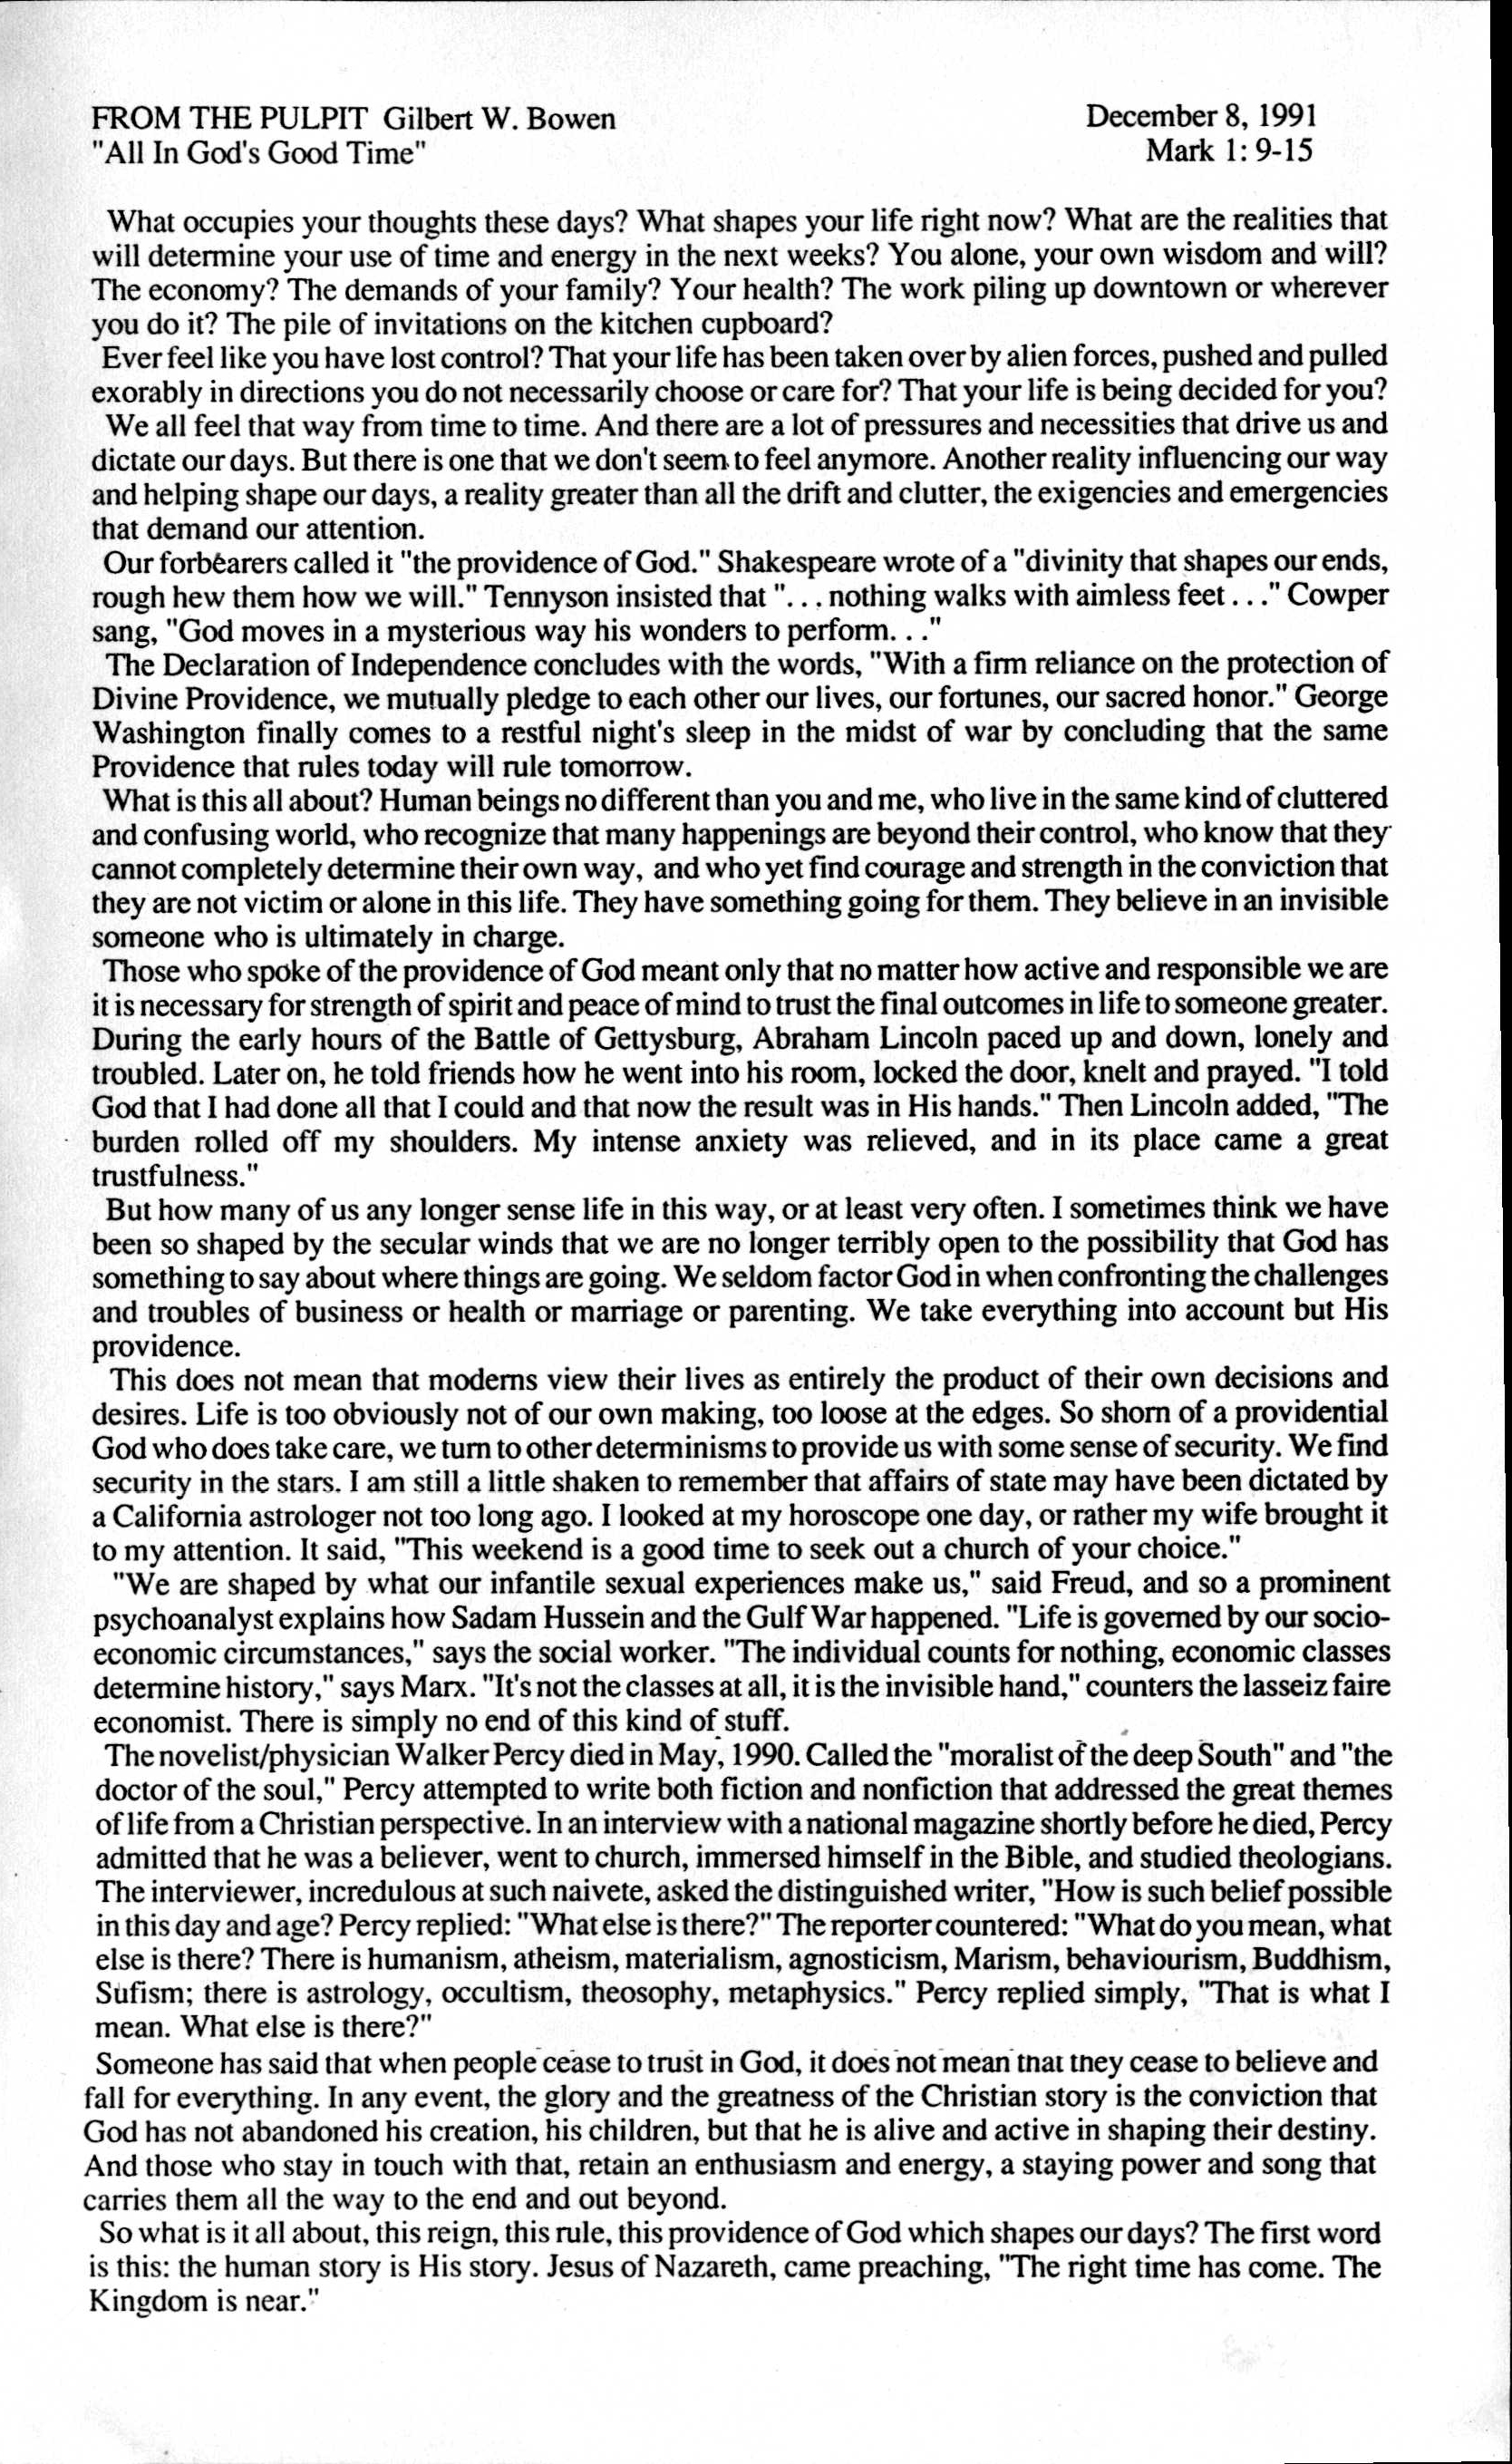 FROM THE PULPIT Gilbert W. Bowen December 8, 1991
"All In God's Good Time" Mark 1: 9-15
What occupies your thoughts these days? What shapes your life right now? What are the realities that
will determine your use of time and energy in the next weeks? You alone, your own wisdom and will?
The economy? The demands of your family? Your health? The work piling up downtown or wherever
you do it? The pile of invitations on the kitchen cupboard?
Ever feel like you have lost control? That your life has been taken over by alien forces, pushed and pulled
exorably in directions you do not necessarily choose or care for? That your life is being decided for you?
We all feel that way from time to time. And there are a lot of pressures and necessities that drive us and
dictate our days. But there is one that we don't seem to feel anymore. Another reality influencing our way
and helping shape our days, a reality greater than all the drift and clutter, the exigencies and emergencies
that demand our attention.
Our forbearers called it "the providence of God." Shakespeare wrote of a "divinity that shapes our ends,
rough hew them how we will." Tennyson insisted that ". . . nothing walks with aimless feet . . ." Cowper
sang, "God moves in a mysterious way his wonders to perform. . ."
The Declaration of Independence concludes with the words, "With a firm reliance on the protection of
Divine Providence, we mutually pledge to each other our lives, our fortunes, our sacred honor." George
Washington finally comes to a restful night's sleep in the midst of war by concluding that the same
Providence that rules today will rule tomorrow.
What is this all about? Human beings no different than you and me, who live in the same kind of cluttered
and confusing world, who recognize that many happenings are beyond their control, who know that they
cannot completely determine their own way, and who yet find courage and strength in the conviction that
they are not victim or alone in this life. They have something going for them. They believe in an invisible
someone who is ultimately in charge.
Those who spoke of the providence of God meant only that no matter how active and responsible we are
it is necessary for strength of spirit and peace of mind to trust the final outcomes in life to someone greater.
During the early hours of the Battle of Gettysburg, Abraham Lincoln paced up and down, lonely and
troubled. Later on, he told friends how he went into his room, locked the door, knelt and prayed. "I told
God that I had done all that I could and that now the result was in His hands." Then Lincoln added, "The
burden rolled off my shoulders. My intense anxiety was relieved, and in its place came a great
trustfulness."
But how many of us any longer sense life in this way, or at least very often. I sometimes think we have
been so shaped by the secular winds that we are no longer terribly open to the possibility that God has
something to say about where things are going. We seldom factor God in when confronting the challenges
and troubles of business or health or marriage or parenting. We take everything into account but His
providence.
This does not mean that moderns view their lives as entirely the product of their own decisions and
desires. Life is too obviously not of our own making, too loose at the edges. So shorn of a providential
God who does take care, we turn to other determinisms to provide us with some sense of security. We find
security in the stars. I am still a little shaken to remember that affairs of state may have been dictated by
a California astrologer not too long ago. I looked at my horoscope one day, or rather my wife brought it
to my attention. It said, "This weekend is a good time to seek out a church of your choice."
"We are shaped by what our infantile sexual experiences make us," said Freud, and so a prominent
psychoanalyst explains how Sadam Hussein and the Gulf War happened. "Life is governed by our socio-
economic circumstances," says the social worker. "The individual counts for nothing, economic classes
determine history," says Marx. "It's not the classes at all, it is the invisible hand," counters the lasseiz faire
economist. There is simply no end of this kind of stuff.
The novelist/physician Walker Percy died in May, 1990. Called the "moralist of the deep South" and "the
doctor of the soul," Percy attempted to write both fiction and nonfiction that addressed the great themes
of life from a Christian perspective. In an interview with a national magazine shortly before he died, Percy
admitted that he was a believer, went to church, immersed himself in the Bible, and studied theologians.
The interviewer, incredulous at such naivete, asked the distinguished writer, "How is such belief possible
in this day and age? Percy replied: "What else is there?" The reporter countered: "What do you mean, what
else is there? There is humanism, atheism, materialism, agnosticism, Marism, behaviourism, Buddhism,
Sufism; there is astrology, occultism, theosophy, metaphysics." Percy replied simply, "That is what I
mean. What else is there?"
Someone has said that when people cease to trust in God, it does not mean that they cease to believe and
fall for everything. In any event, the glory and the greatness of the Christian story is the conviction that
God has not abandoned his creation, his children, but that he is alive and active in shaping their destiny.
And those who stay in touch with that, retain an enthusiasm and energy, a staying power and song that
carries them all the way to the end and out beyond.
So what is it all about, this reign, this rule, this providence of God which shapes our days? The first word
is this: the human story is His story. Jesus of Nazareth, came preaching, "The right time has come. The
Kingdom is near."